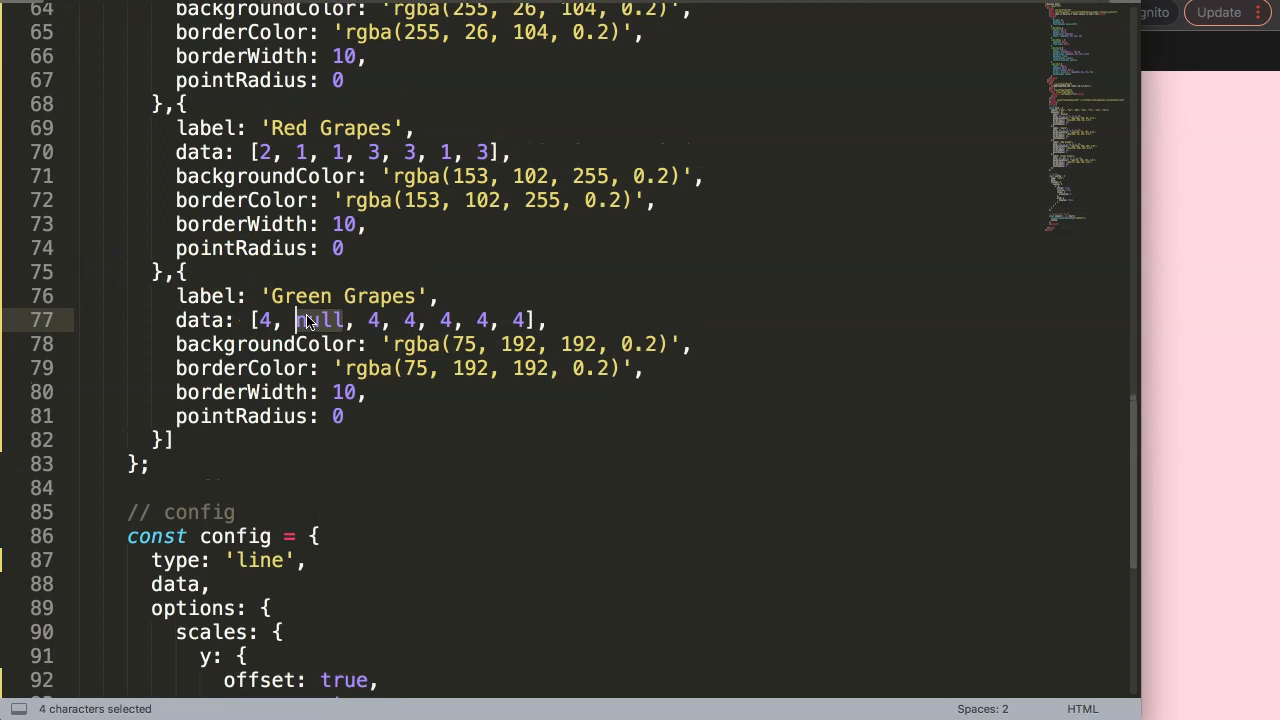 64 backgroundColor: 'rgba(255, 26, 104, 0.2)',
65 borderColor: 'rgba(255, 26, 104, 0.2)',
66 borderWidth: 10,
67 pointRadius: 0
68 },{
69 label: 'Red Grapes',
70 data: [2, 1, 1, 3, 3, 1, 3],
71 backgroundColor: 'rgba(153, 102, 255, 0.2)',
72 borderColor: 'rgba(153, 102, 255, 0.2)',
73 borderWidth: 10,
74 pointRadius: 0
75 },{
76 label: 'Green Grapes',
77 data: [4, null, 4, 4, 4, 4, 4],
78 backgroundColor: 'rgba(75, 192, 192, 0.2)',
79 borderColor: 'rgba(75, 192, 192, 0.2)',
80 borderWidth: 10,
81 pointRadius: 0
82 }]
83 };
84
85 // config
86 const config = {
87 type: 'line',
88 data,
89 options: {
90 scales: {
91 y: {
92 offset: true,
4 characters selected
Spaces: 2
HTML
gnito
Update